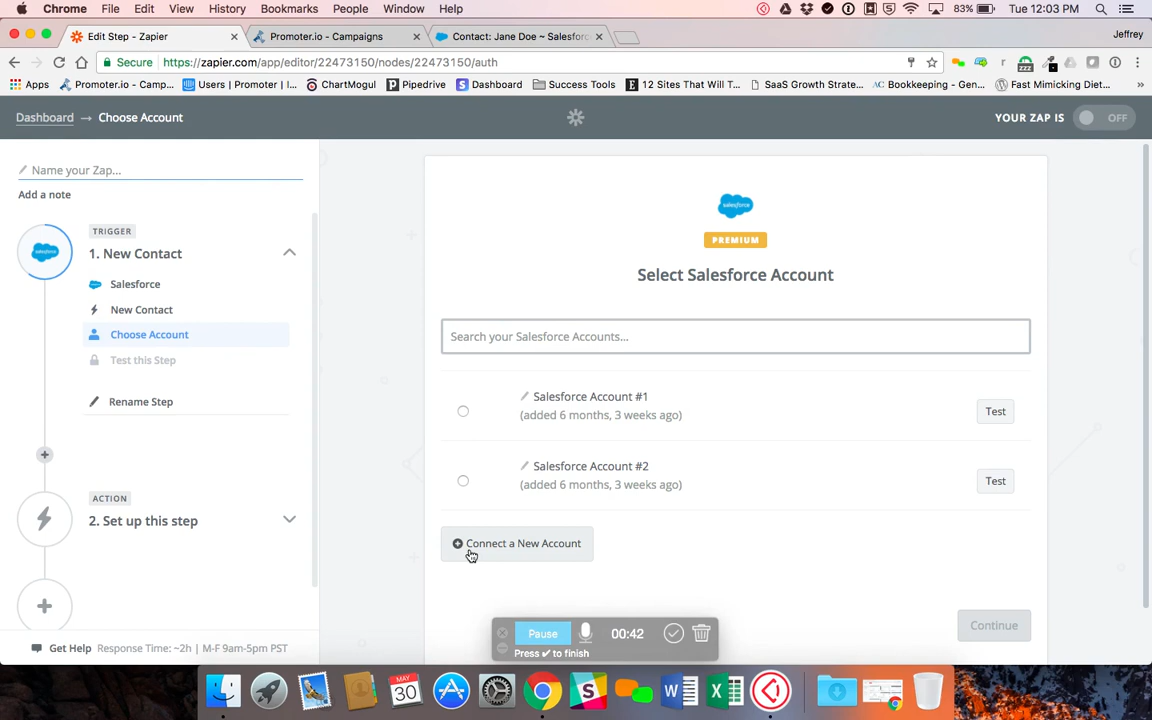 Chrome File Edit View History Bookmarks People Window Help 83% Tue 12:03 PM
Edit Step - Zapier Promoter.io - Campaigns Contact: Jane Doe ~ Salesforc Jeffrey
Secure https://zapier.com/app/editor/22473150/nodes/22473150/auth
Apps Promoter.io - Camp... Users | Promoter | I... ChartMogul Pipedrive Dashboard Success Tools 12 Sites That Will T... SaaS Growth Strate... Bookkeeping - Gen... Fast Mimicking Diet... »
Dashboard → Choose Account YOUR ZAP IS OFF
Name your Zap...
Add a note
TRIGGER
1. New Contact
Salesforce
New Contact
Choose Account
Test this Step
Rename Step
ACTION
2. Set up this step
Get Help Response Time: ~2h | M-F 9am-5pm PST
salesforce
PREMIUM
Select Salesforce Account
Search your Salesforce Accounts...
Salesforce Account #1
(added 6 months, 3 weeks ago)
Test
Salesforce Account #2
(added 6 months, 3 weeks ago)
Test
Connect a New Account
Continue
Pause 00:42
Press ✔ to finish
MAY
30